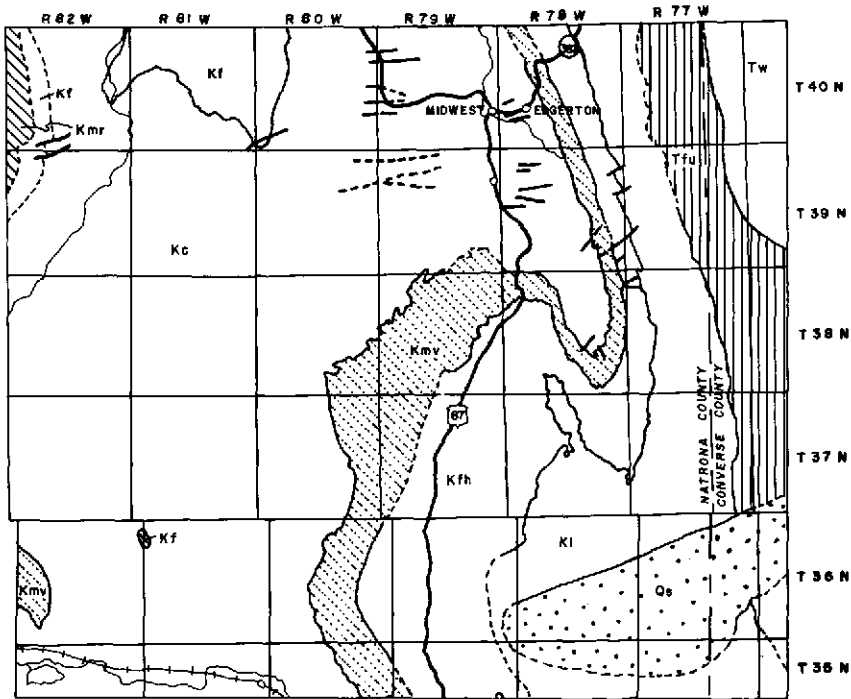 R 82 W R 81 W R 80 W R 79 W R 78 W R 77 W
Kf
Kf
Tw
T 40 N
MIDWEST EDGERTON
Kmr
Tfu
T 39 N
Kc
Kmv
T 38 N
87
NATRONA COUNTY
CONVERSE COUNTY
T 37 N
Kfh
Kf
Kl
Kmv
Qs
T 36 N
T 35 N